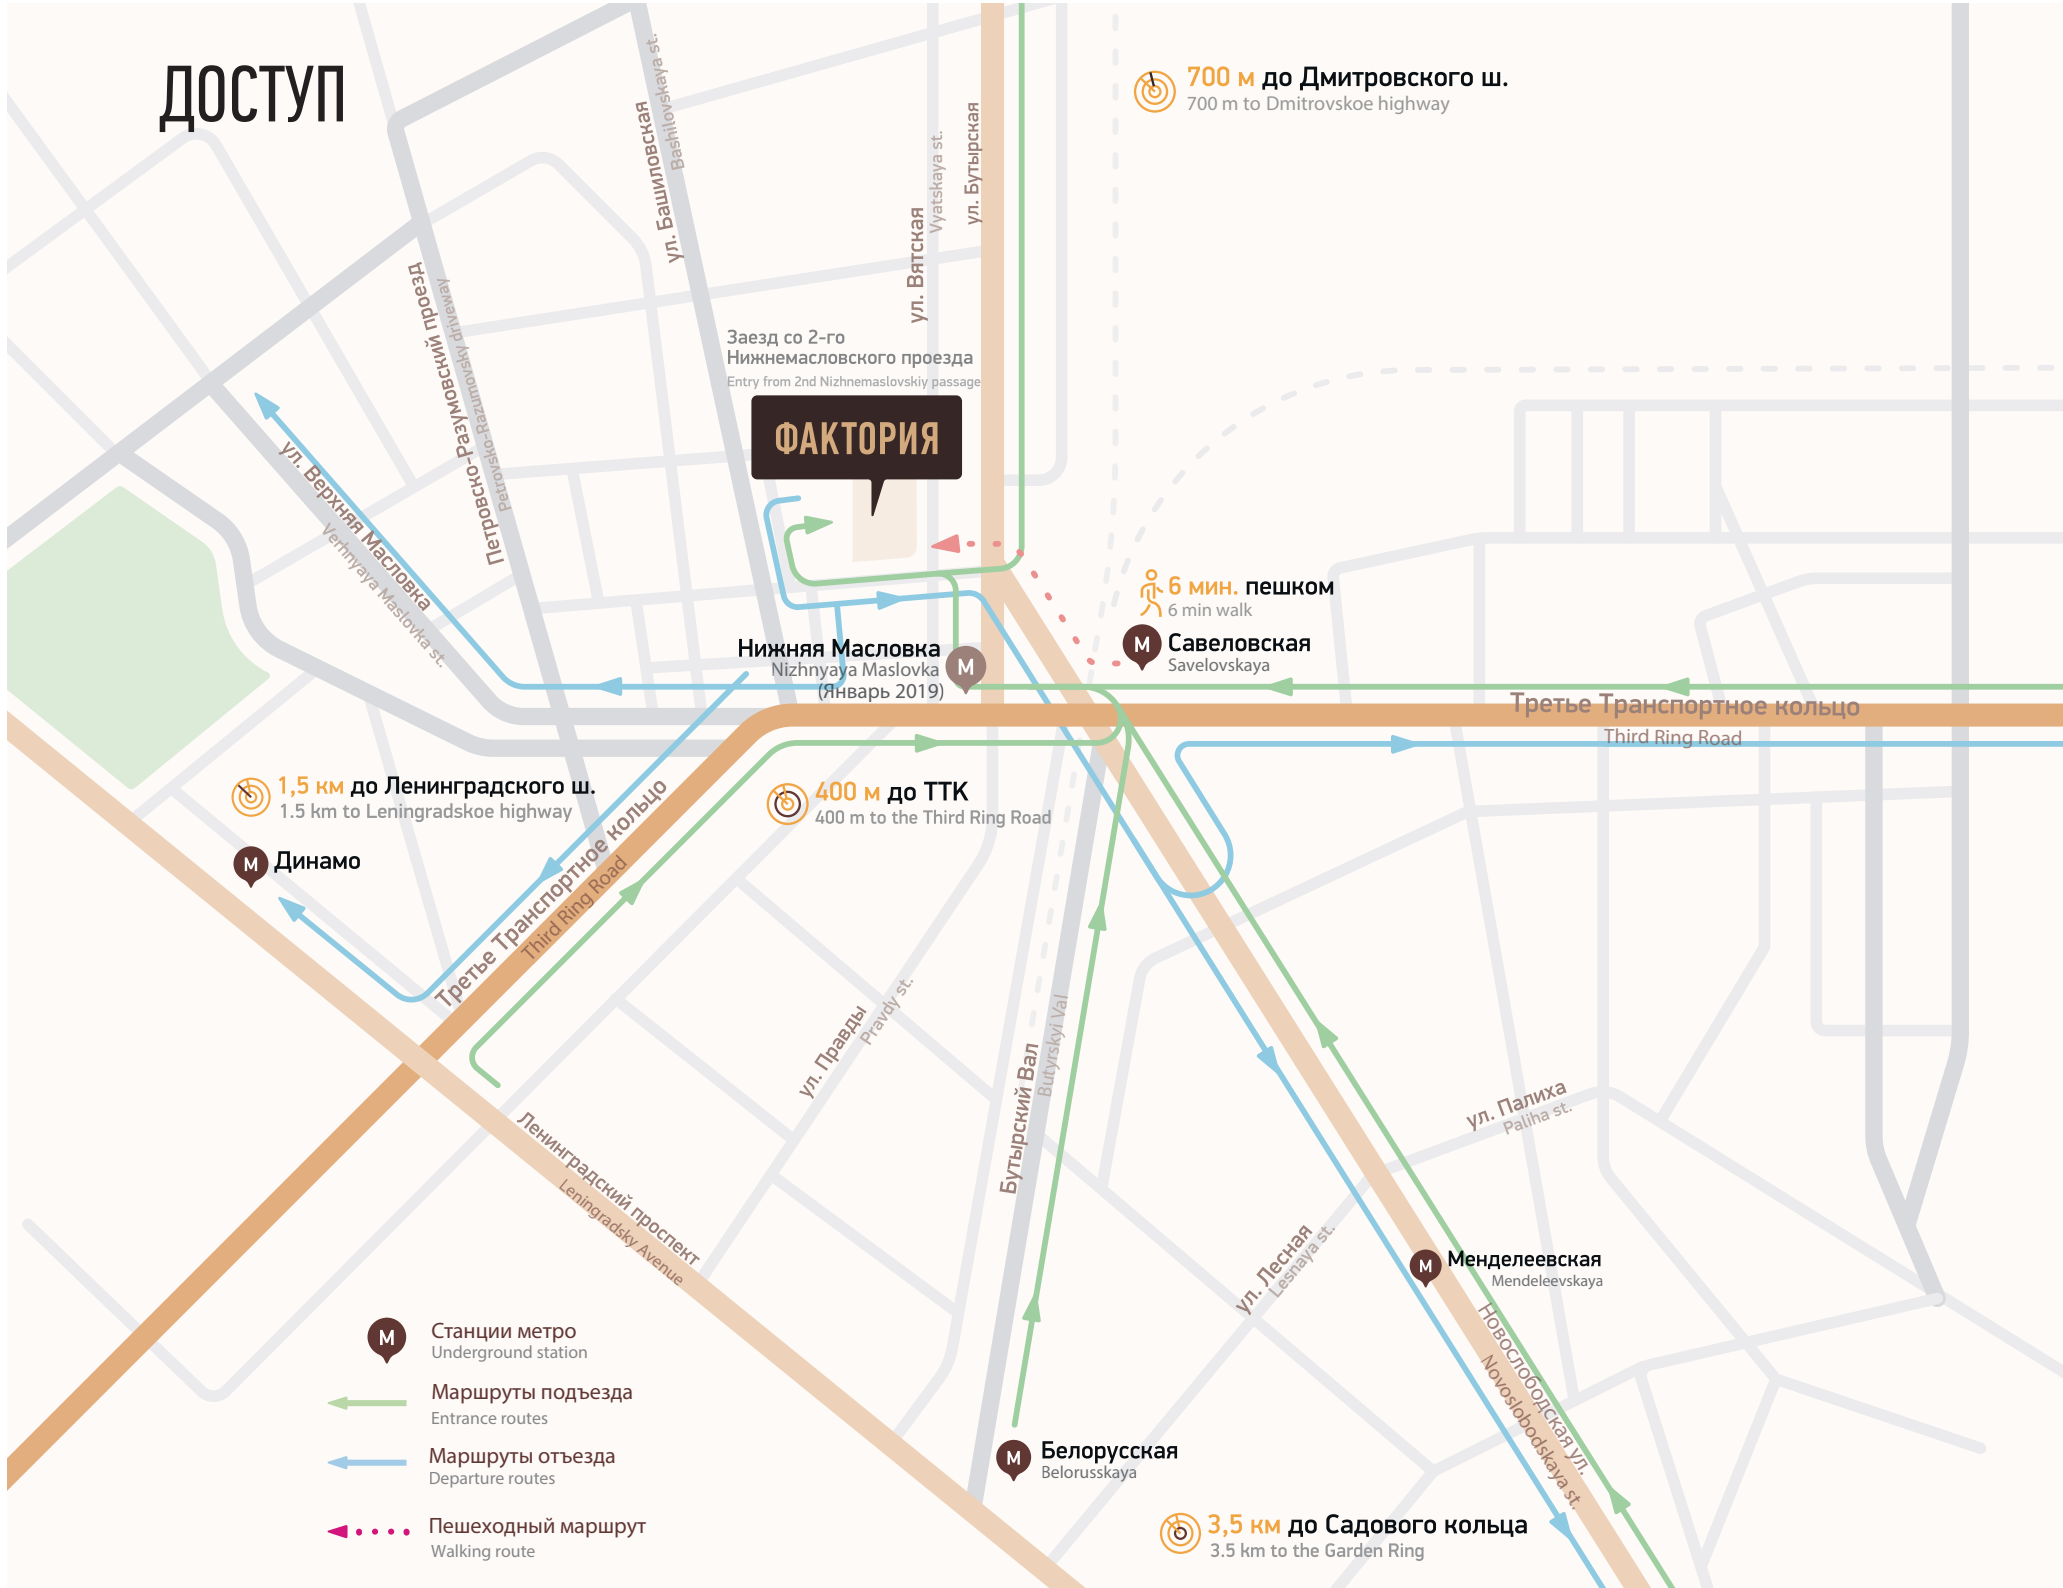 ДОСТУП
700 м до Дмитровского ш.
700 m to Dmitrovskoe highway
ул. Башиловская
Bashilovskaya st.
ул. Вятская
Vyatskaya st.
ул. Бутырская
Петровско-Разумовский проезд
Petrovsko-Razumovsky driveway
Заезд со 2-го
Нижнемасловского проезда
Entry from 2nd Nizhnemaslovskiy passage
ФАКТОРИЯ
ул. Верхняя Масловка
Verhnyaya Maslovka st.
6 мин. пешком
6 min walk
М
Савеловская
Savelovskaya
Нижняя Масловка
Nizhnyaya Maslovka
(Январь 2019)
М
Третье Транспортное кольцо
Third Ring Road
1,5 км до Ленинградского ш.
1.5 km to Leningradskoe highway
400 м до ТТК
400 m to the Third Ring Road
М
Динамо
Третье Транспортное кольцо
Third Ring Road
ул. Правды
Pravdy st.
Бутырский Вал
Butyrskyi Val
ул. Палиха
Paliha st.
Ленинградский проспект
Leningradsky Avenue
ул. Лесная
Lesnaya st.
М
Менделеевская
Mendeleevskaya
Новослободская ул.
Novoslobodskaya st.
М
Станции метро
Underground station
Маршруты подъезда
Entrance routes
Маршруты отъезда
Departure routes
Пешеходный маршрут
Walking route
М
Белорусская
Belorusskaya
3,5 км до Садового кольца
3.5 km to the Garden Ring